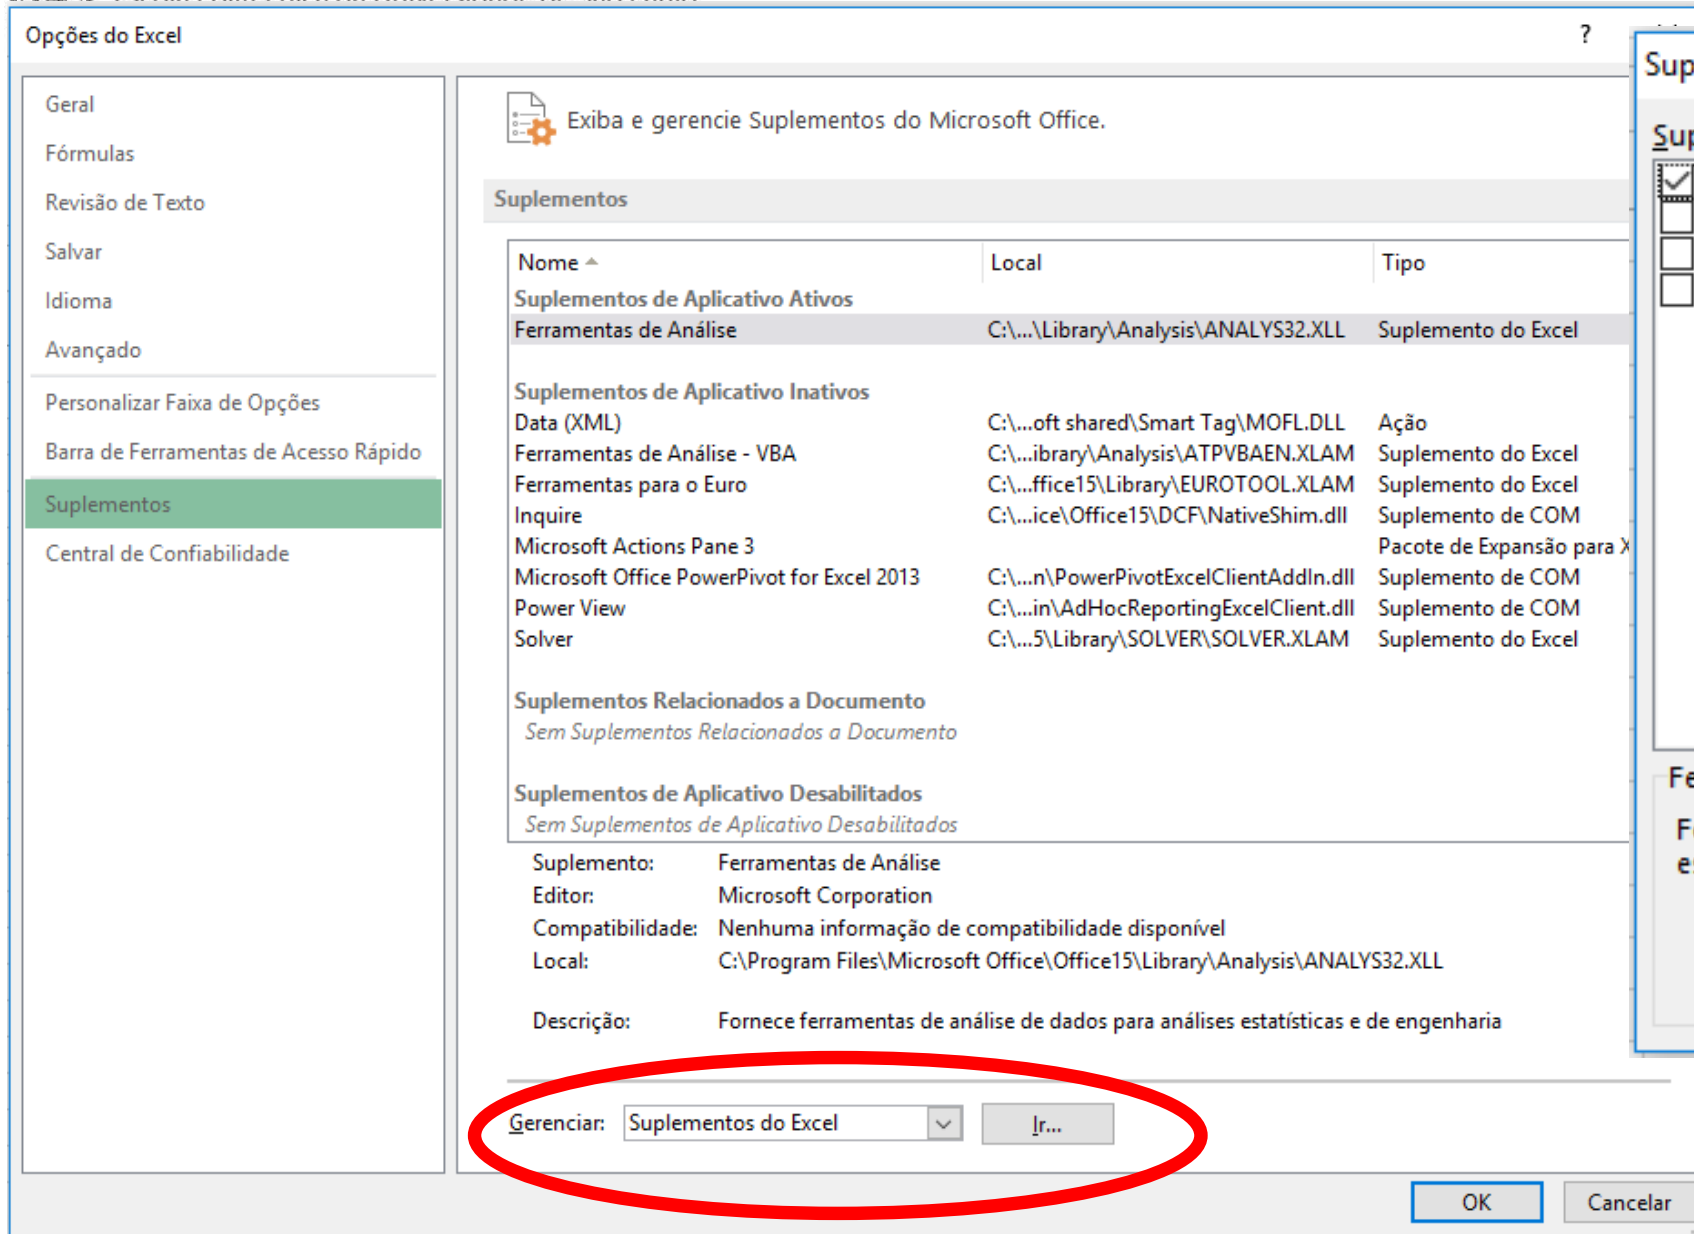 Opções do Excel ?
Geral
Fórmulas
Revisão de Texto
Salvar
Idioma
Avançado
Personalizar Faixa de Opções
Barra de Ferramentas de Acesso Rápido
Suplementos
Central de Confiabilidade
Exiba e gerencie Suplementos do Microsoft Office.
Suplementos
Nome Local Tipo
Suplementos de Aplicativo Ativos
Ferramentas de Análise C:\...\Library\Analysis\ANALYS32.XLL Suplemento do Excel
Suplementos de Aplicativo Inativos
Data (XML) C:\...oft shared\Smart Tag\MOFL.DLL Ação
Ferramentas de Análise - VBA C:\...ibrary\Analysis\ATPVBAEN.XLAM Suplemento do Excel
Ferramentas para o Euro C:\...ffice15\Library\EUROTOOL.XLAM Suplemento do Excel
Inquire C:\...ice\Office15\DCF\NativeShim.dll Suplemento de COM
Microsoft Actions Pane 3 Pacote de Expansão para X
Microsoft Office PowerPivot for Excel 2013 C:\...n\PowerPivotExcelClientAddIn.dll Suplemento de COM
Power View C:\...in\AdHocReportingExcelClient.dll Suplemento de COM
Solver C:\...5\Library\SOLVER\SOLVER.XLAM Suplemento do Excel
Suplementos Relacionados a Documento
Sem Suplementos Relacionados a Documento
Suplementos de Aplicativo Desabilitados
Sem Suplementos de Aplicativo Desabilitados
Suplemento: Ferramentas de Análise
Editor: Microsoft Corporation
Compatibilidade: Nenhuma informação de compatibilidade disponível
Local: C:\Program Files\Microsoft Office\Office15\Library\Analysis\ANALYS32.XLL
Descrição: Fornece ferramentas de análise de dados para análises estatísticas e de engenharia
Gerenciar: Suplementos do Excel Ir...
OK Cancelar
Sup
Sup
Fe